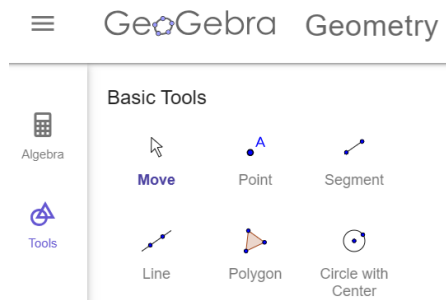 GeoGebra Geometry
Basic Tools
Algebra
A
Move
Point
Segment
Tools
Line
Polygon
Circle with
Center